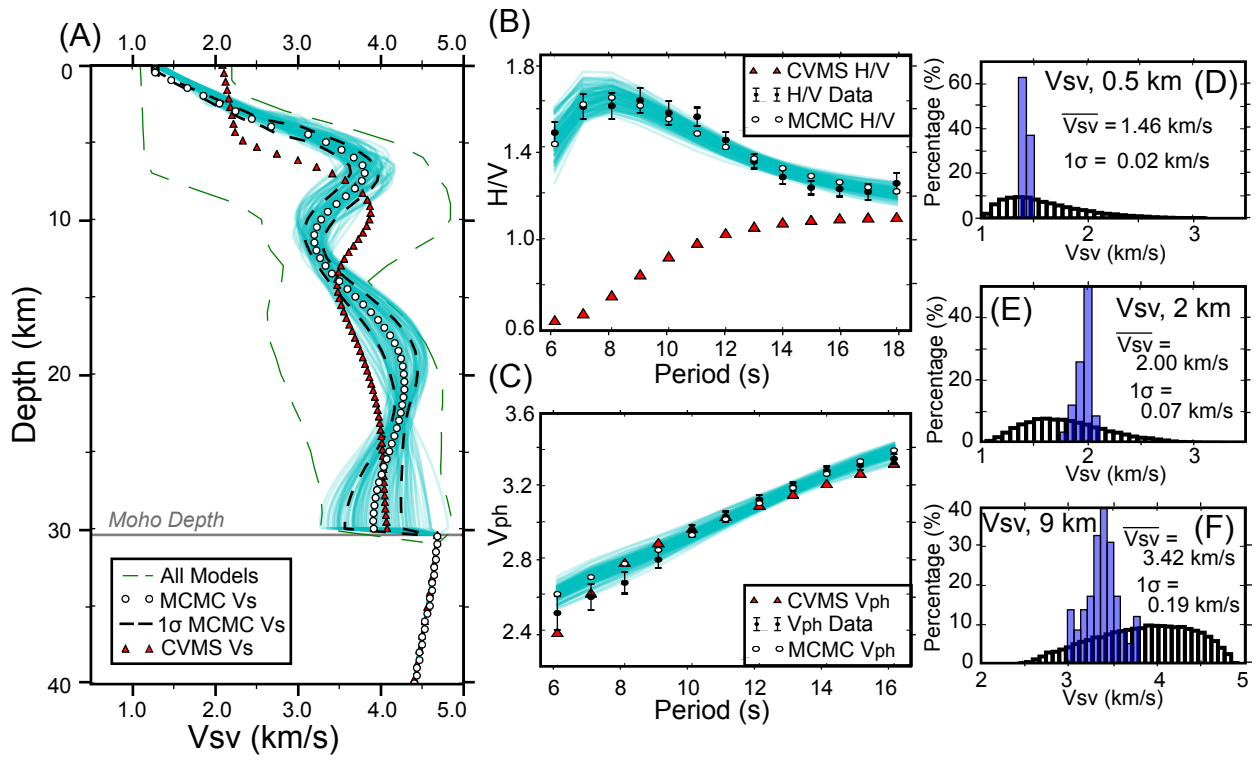 (A)
1.0 2.0 3.0 4.0 5.0
0
10
20
30
40
Depth (km)
Moho Depth
All Models
MCMC Vs
1σ MCMC Vs
CVMS Vs
1.0 2.0 3.0 4.0 5.0
Vsv (km/s)
(B)
1.8
1.4
1.0
0.6
H/V
CVMS H/V
H/V Data
MCMC H/V
6 8 10 12 14 16 18
Period (s)
(C)
3.6
3.2
2.8
2.4
Vph
CVMS Vph
Vph Data
MCMC Vph
6 8 10 12 14 16
Period (s)
(D)
Vsv, 0.5 km
Vsv = 1.46 km/s
1σ = 0.02 km/s
Percentage (%)
60
40
20
0
1 2 3
Vsv (km/s)
(E)
Vsv, 2 km
Vsv =
2.00 km/s
1σ =
0.07 km/s
Percentage (%)
40
20
0
1 2 3
Vsv (km/s)
(F)
Vsv, 9 km
Vsv =
3.42 km/s
1σ =
0.19 km/s
Percentage (%)
40
30
20
10
0
2 3 4 5
Vsv (km/s)